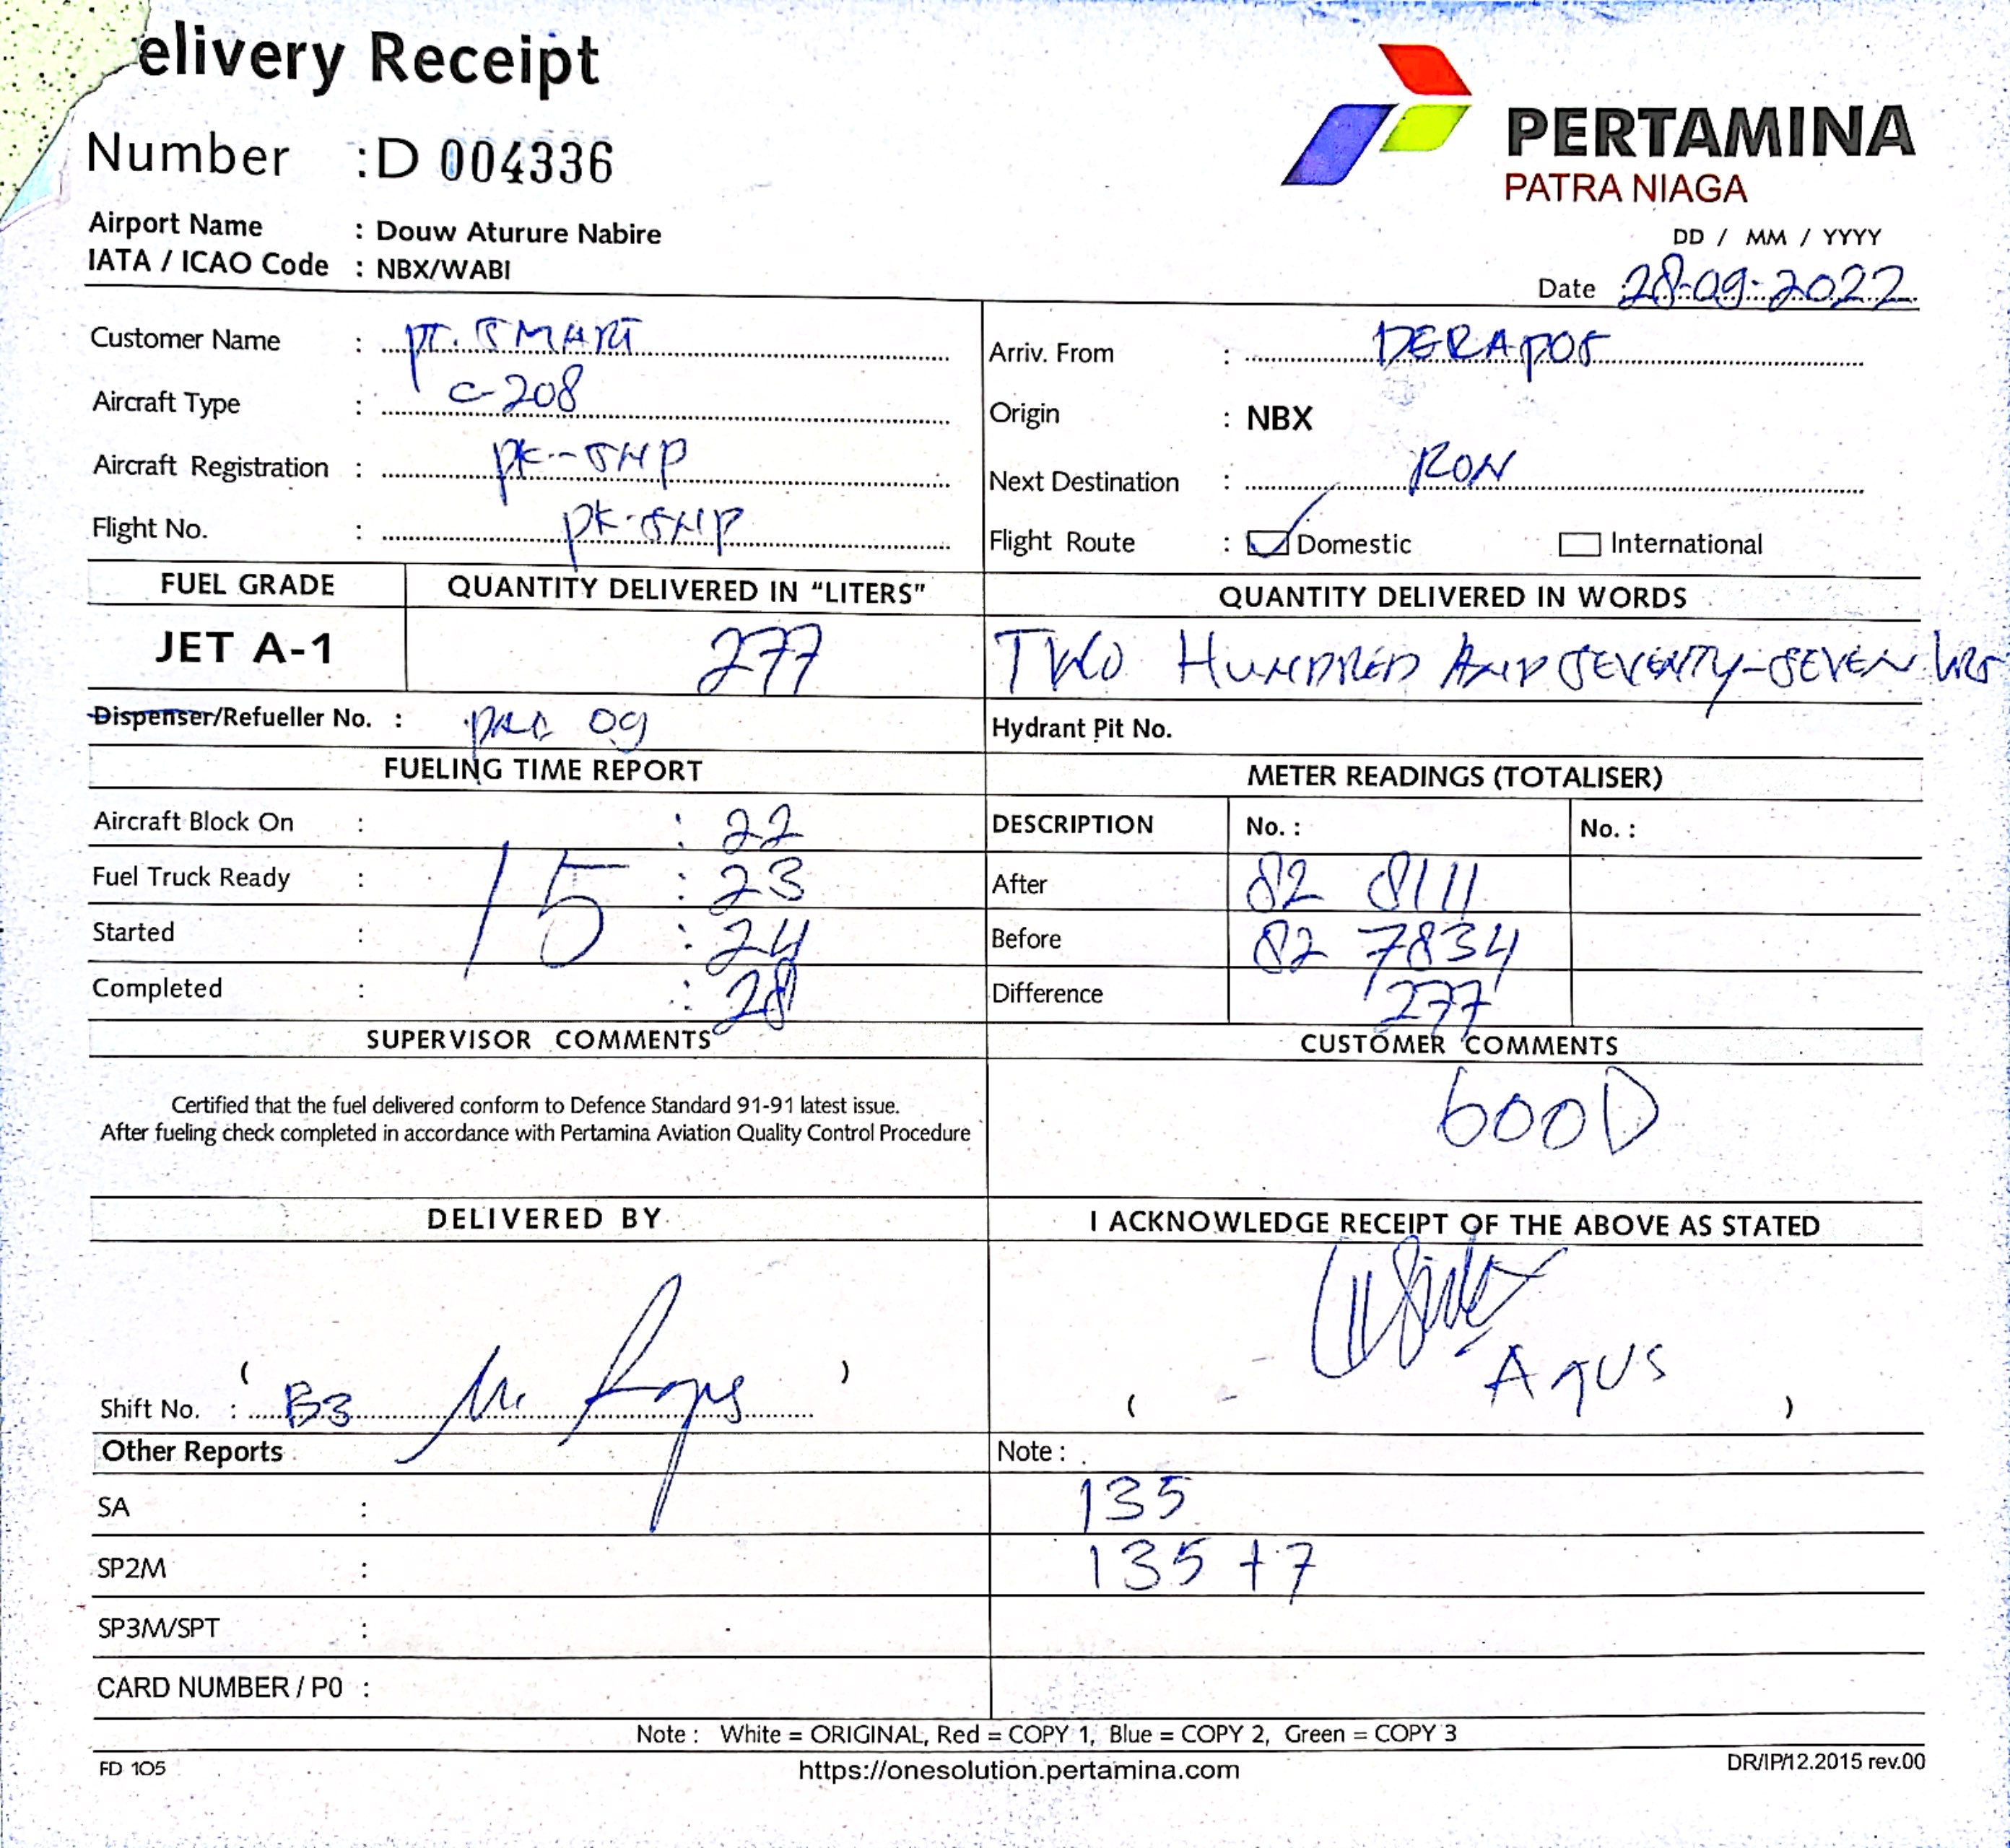 elivery Receipt
Number : D 004336
PERTAMINA
PATRA NIAGA
Airport Name : Douw Aturure Nabire
IATA / ICAO Code : NBX/WABI
DD / MM / YYYY
Date 28-09-2022
Customer Name : PT. SMART
Arriv. From : DERAPOS
Aircraft Type : C-208
Origin : NBX
Aircraft Registration : PK-SNP
Next Destination : RON
Flight No. : PK-SNP
Flight Route : Domestic International
FUEL GRADE QUANTITY DELIVERED IN “LITERS” QUANTITY DELIVERED IN WORDS
JET A-1 277 TWO HUNDRED AND SEVENTY-SEVEN LTRS
Dispenser/Refueller No. : 09
Hydrant Pit No.
FUELING TIME REPORT METER READINGS (TOTALISER)
Aircraft Block On : : 22
DESCRIPTION No. : No. :
Fuel Truck Ready : 15 : 23
After 82 8111
Started : : 24
Before 82 7834
Completed : : 28
Difference 277
SUPERVISOR COMMENTS CUSTOMER COMMENTS
Certified that the fuel delivered conform to Defence Standard 91-91 latest issue.
After fueling check completed in accordance with Pertamina Aviation Quality Control Procedure
GOOD
DELIVERED BY I ACKNOWLEDGE RECEIPT OF THE ABOVE AS STATED
Agus
( ) ( - )
Shift No. : B3
Other Reports Note :
SA : 135
SP2M : 135 + 7
SP3M/SPT :
CARD NUMBER / PO :
Note : White = ORIGINAL, Red = COPY 1, Blue = COPY 2, Green = COPY 3
FD 105 https://onesolution.pertamina.com DR/IP/12.2015 rev.00